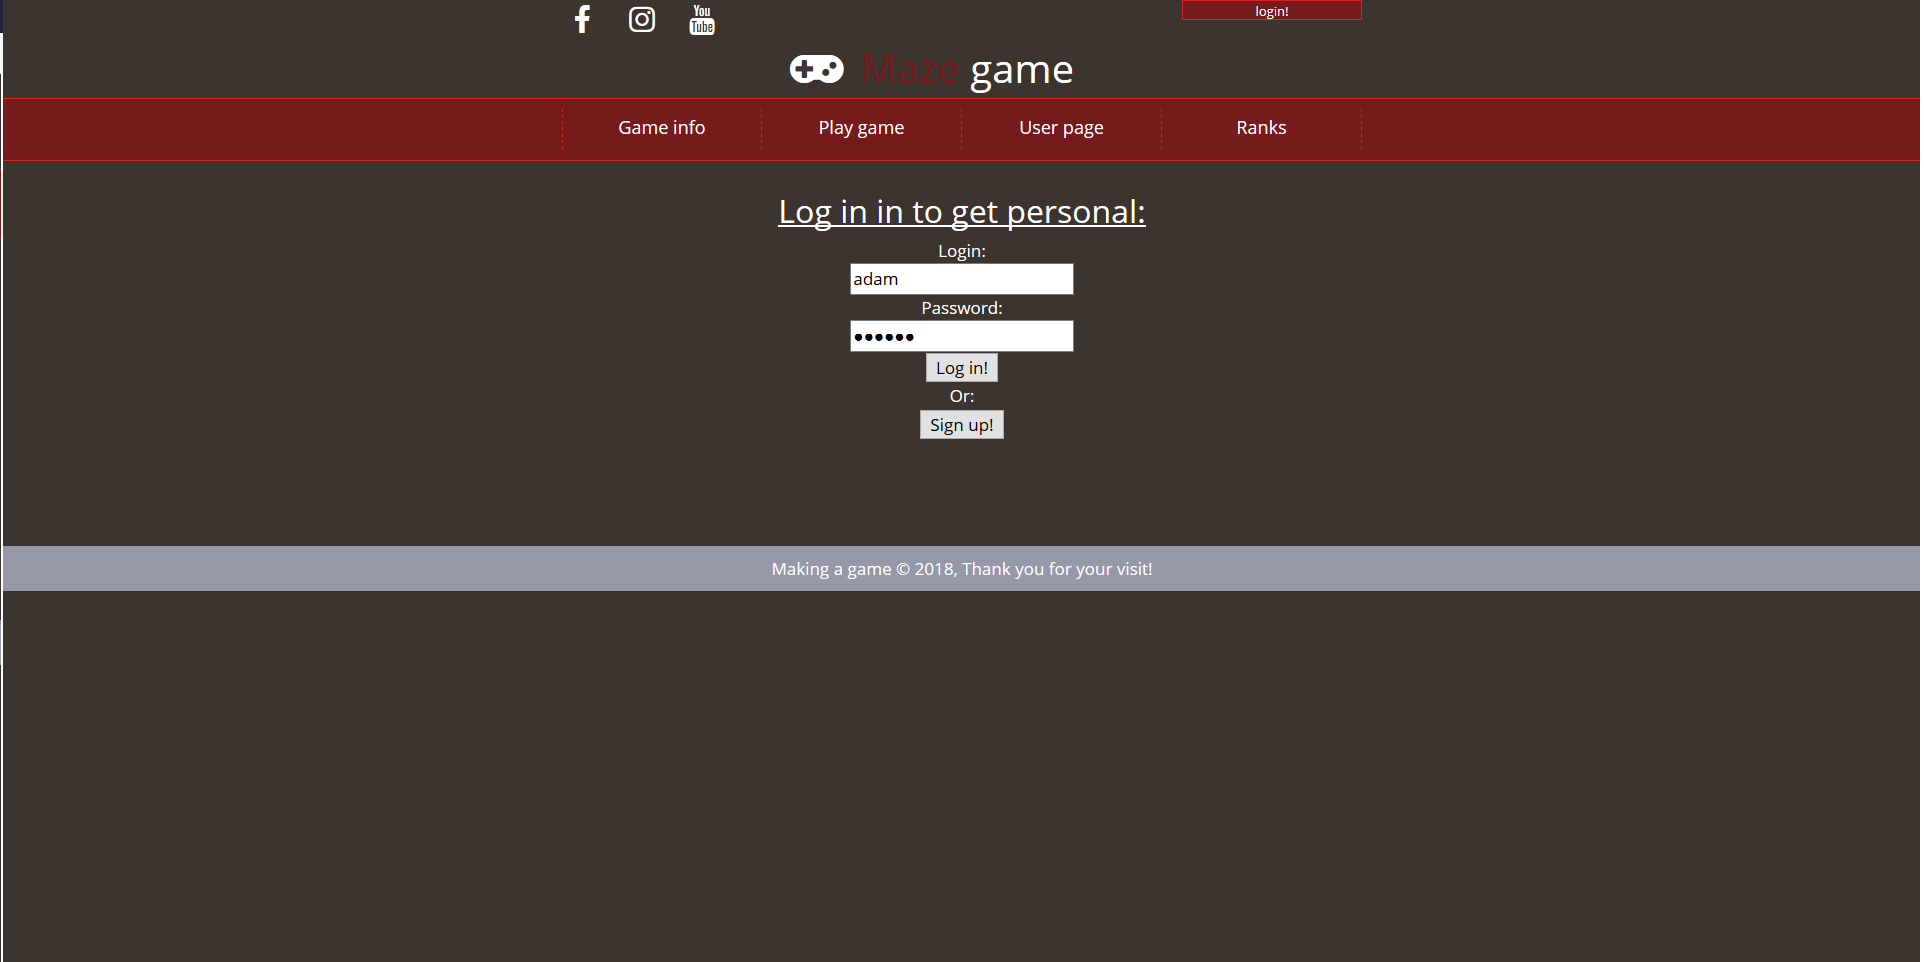 You
Tube
login!
Maze game
Game info
Play game
User page
Ranks
Log in in to get personal:
Login:
adam
Password:
••••••
Log in!
Or:
Sign up!
Making a game © 2018, Thank you for your visit!